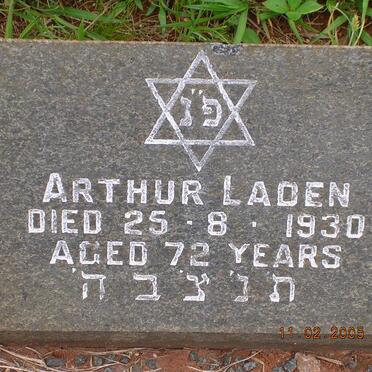 פ"נ
ARTHUR LADEN
DIED 25 · 8 · 1930
AGED 72 YEARS
ת' נ' צ' ב' ה'
11 02 2005